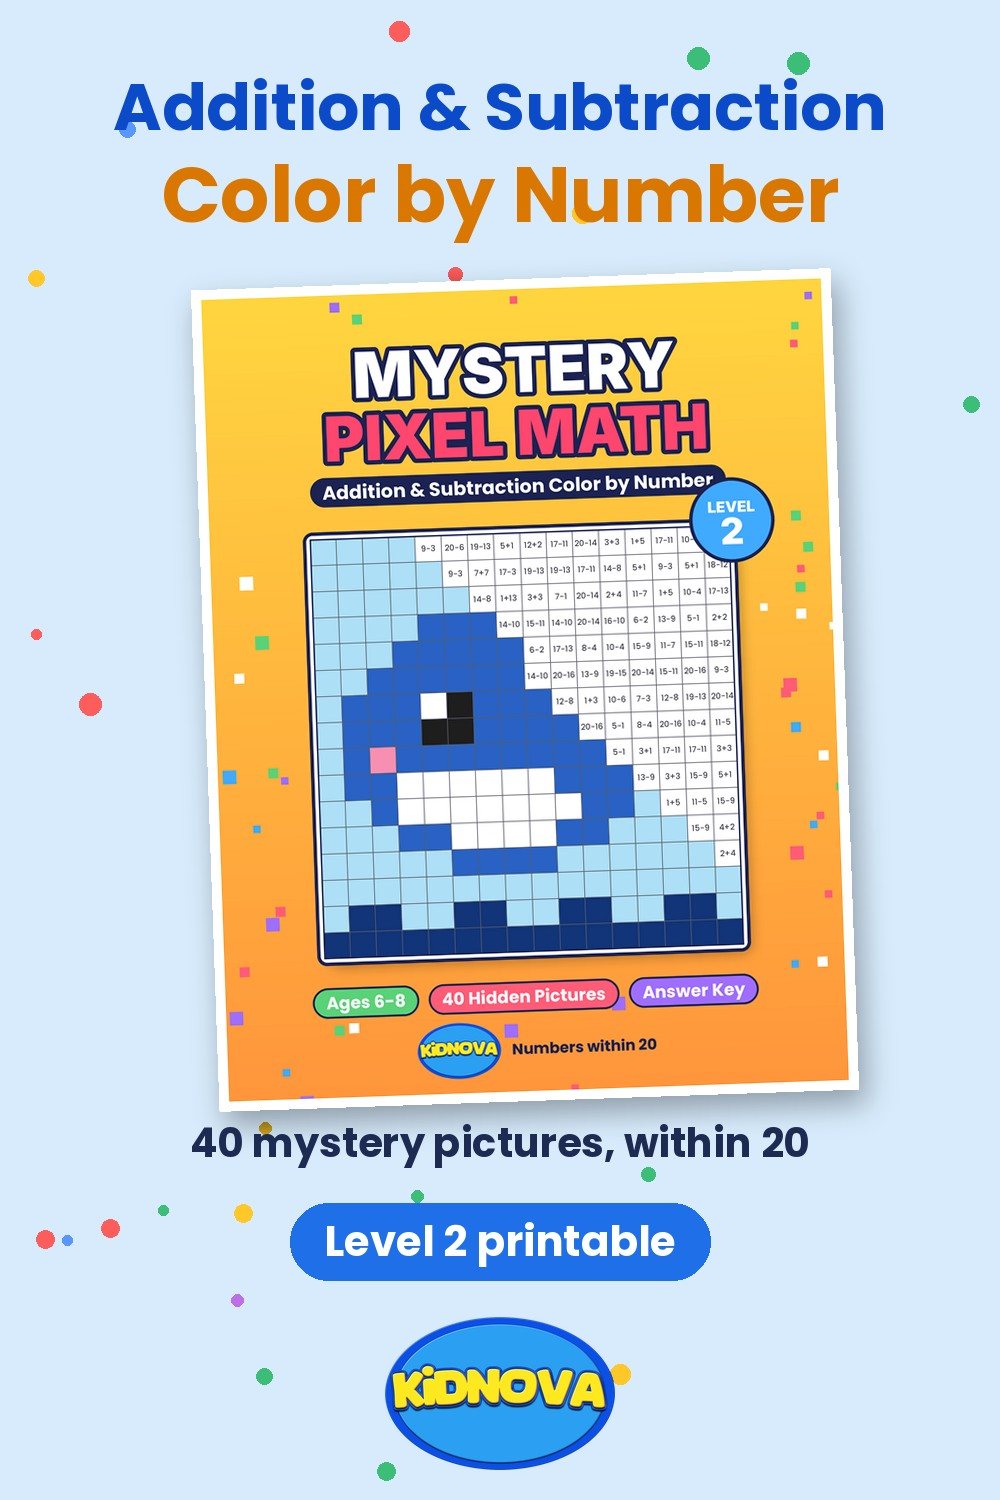 Addition & Subtraction
Color by Number
MYSTERY
PIXEL MATH
Addition & Subtraction Color by Number
LEVEL
2
9-3 20-6 19-13 5+1 12+2 17-11 20-14 3+3 1+5 17-11
9-3 7+7 17-3 19-13 19-13 17-11 14-8 5+1 9-3 5+1 18-12
14-8 1+13 3+3 7-1 20-14 2+4 11-7 1+5 10-4 17-13
14-10 15-11 14-10 20-14 16-10 6-2 13-9 5-1 2+2
6-2 17-13 8-4 10-4 15-9 11-7 15-11 18-12
14-10 20-16 13-9 19-15 20-14 15-11 20-16 9-3
12-8 1+3 10-6 7-3 12-8 19-13 20-14
20-16 5-1 8-4 20-16 10-4 11-5
5-1 3+1 17-11 17-11 3+3
13-9 3+3 15-9 5+1
1+5 11-5 15-9
15-9 4+2
2+4
Ages 6-8 40 Hidden Pictures Answer Key
KiDNOVA Numbers within 20
40 mystery pictures, within 20
Level 2 printable
KiDNOVA